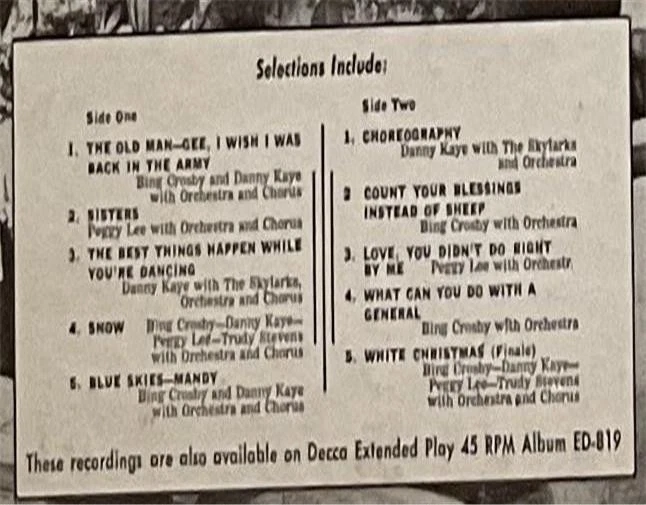 Selections Include:
Side One
1. THE OLD MAN—GEE, I WISH I WAS
BACK IN THE ARMY
Bing Crosby and Danny Kaye
with Orchestra and Chorus
2. SISTERS
Peggy Lee with Orchestra and Chorus
3. THE BEST THINGS HAPPEN WHILE
YOU'RE DANCING
Danny Kaye with The Skylarks,
Orchestra and Chorus
4. SNOW Bing Crosby—Danny Kaye—
Peggy Lee—Trudy Stevens
with Orchestra and Chorus
5. BLUE SKIES—MANDY
Bing Crosby and Danny Kaye
with Orchestra and Chorus
Side Two
1. CHOREOGRAPHY
Danny Kaye with The Skylarks
and Orchestra
2 COUNT YOUR BLESSINGS
INSTEAD OF SHEEP
Bing Crosby with Orchestra
3. LOVE, YOU DIDN'T DO RIGHT
BY ME Peggy Lee with Orchestr
4. WHAT CAN YOU DO WITH A
GENERAL
Bing Crosby with Orchestra
5. WHITE CHRISTMAS (Finale)
Bing Crosby—Danny Kaye—
Peggy Lee—Trudy Stevens
with Orchestra and Chorus
These recordings are also available on Decca Extended Play 45 RPM Album ED-819